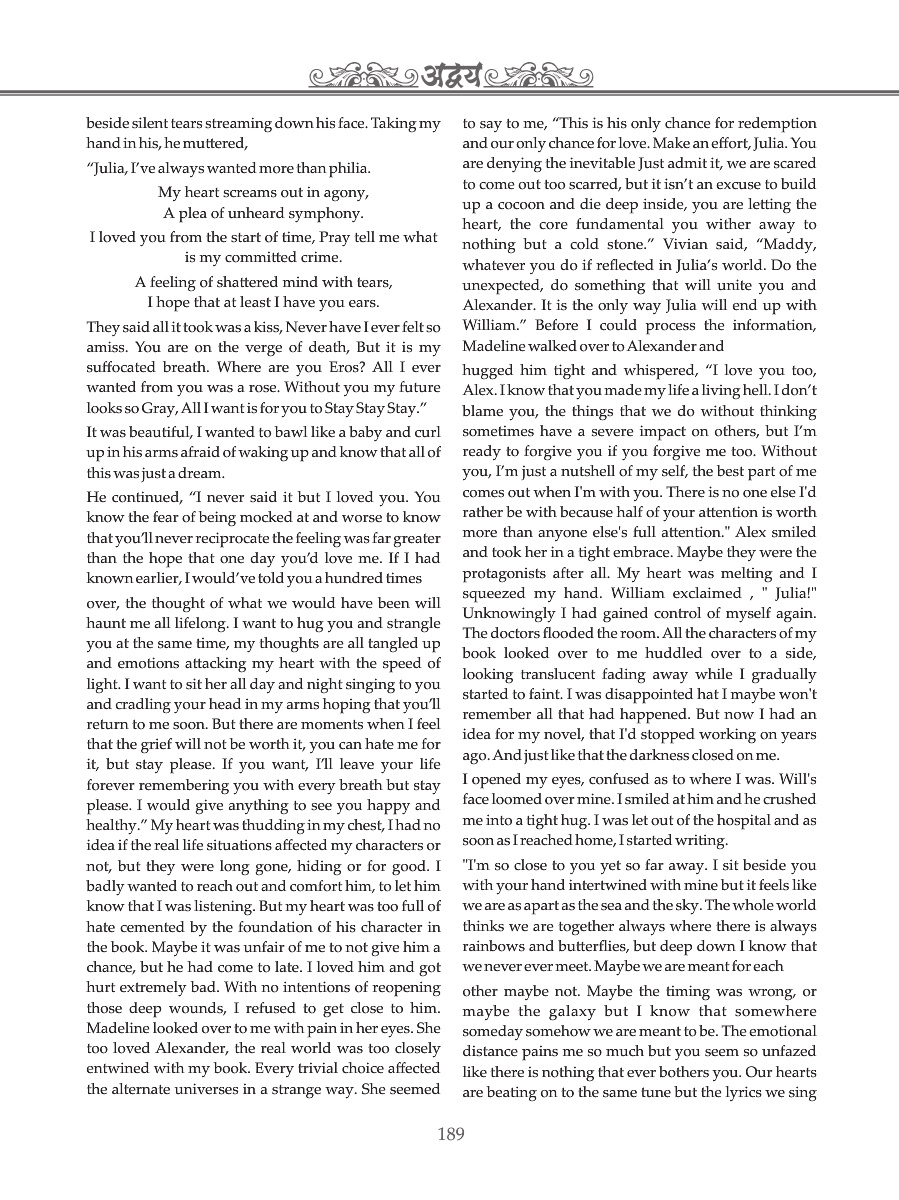 अद्वय
beside silent tears streaming down his face. Taking my
hand in his, he muttered,
“Julia, I’ve always wanted more than philia.
My heart screams out in agony,
A plea of unheard symphony.
I loved you from the start of time, Pray tell me what
is my committed crime.
A feeling of shattered mind with tears,
I hope that at least I have you ears.
They said all it took was a kiss, Never have I ever felt so
amiss. You are on the verge of death, But it is my
suffocated breath. Where are you Eros? All I ever
wanted from you was a rose. Without you my future
looks so Gray, All I want is for you to Stay Stay Stay.”
It was beautiful, I wanted to bawl like a baby and curl
up in his arms afraid of waking up and know that all of
this was just a dream.
He continued, “I never said it but I loved you. You
know the fear of being mocked at and worse to know
that you’ll never reciprocate the feeling was far greater
than the hope that one day you’d love me. If I had
known earlier, I would’ve told you a hundred times
over, the thought of what we would have been will
haunt me all lifelong. I want to hug you and strangle
you at the same time, my thoughts are all tangled up
and emotions attacking my heart with the speed of
light. I want to sit her all day and night singing to you
and cradling your head in my arms hoping that you’ll
return to me soon. But there are moments when I feel
that the grief will not be worth it, you can hate me for
it, but stay please. If you want, I’ll leave your life
forever remembering you with every breath but stay
please. I would give anything to see you happy and
healthy.” My heart was thudding in my chest, I had no
idea if the real life situations affected my characters or
not, but they were long gone, hiding or for good. I
badly wanted to reach out and comfort him, to let him
know that I was listening. But my heart was too full of
hate cemented by the foundation of his character in
the book. Maybe it was unfair of me to not give him a
chance, but he had come to late. I loved him and got
hurt extremely bad. With no intentions of reopening
those deep wounds, I refused to get close to him.
Madeline looked over to me with pain in her eyes. She
too loved Alexander, the real world was too closely
entwined with my book. Every trivial choice affected
the alternate universes in a strange way. She seemed
to say to me, “This is his only chance for redemption
and our only chance for love. Make an effort, Julia. You
are denying the inevitable Just admit it, we are scared
to come out too scarred, but it isn’t an excuse to build
up a cocoon and die deep inside, you are letting the
heart, the core fundamental you wither away to
nothing but a cold stone.” Vivian said, “Maddy,
whatever you do if reflected in Julia’s world. Do the
unexpected, do something that will unite you and
Alexander. It is the only way Julia will end up with
William.” Before I could process the information,
Madeline walked over to Alexander and
hugged him tight and whispered, “I love you too,
Alex. I know that you made my life a living hell. I don’t
blame you, the things that we do without thinking
sometimes have a severe impact on others, but I’m
ready to forgive you if you forgive me too. Without
you, I’m just a nutshell of my self, the best part of me
comes out when I'm with you. There is no one else I'd
rather be with because half of your attention is worth
more than anyone else's full attention." Alex smiled
and took her in a tight embrace. Maybe they were the
protagonists after all. My heart was melting and I
squeezed my hand. William exclaimed , " Julia!"
Unknowingly I had gained control of myself again.
The doctors flooded the room. All the characters of my
book looked over to me huddled over to a side,
looking translucent fading away while I gradually
started to faint. I was disappointed hat I maybe won't
remember all that had happened. But now I had an
idea for my novel, that I'd stopped working on years
ago. And just like that the darkness closed on me.
I opened my eyes, confused as to where I was. Will's
face loomed over mine. I smiled at him and he crushed
me into a tight hug. I was let out of the hospital and as
soon as I reached home, I started writing.
"I'm so close to you yet so far away. I sit beside you
with your hand intertwined with mine but it feels like
we are as apart as the sea and the sky. The whole world
thinks we are together always where there is always
rainbows and butterflies, but deep down I know that
we never ever meet. Maybe we are meant for each
other maybe not. Maybe the timing was wrong, or
maybe the galaxy but I know that somewhere
someday somehow we are meant to be. The emotional
distance pains me so much but you seem so unfazed
like there is nothing that ever bothers you. Our hearts
are beating on to the same tune but the lyrics we sing
189